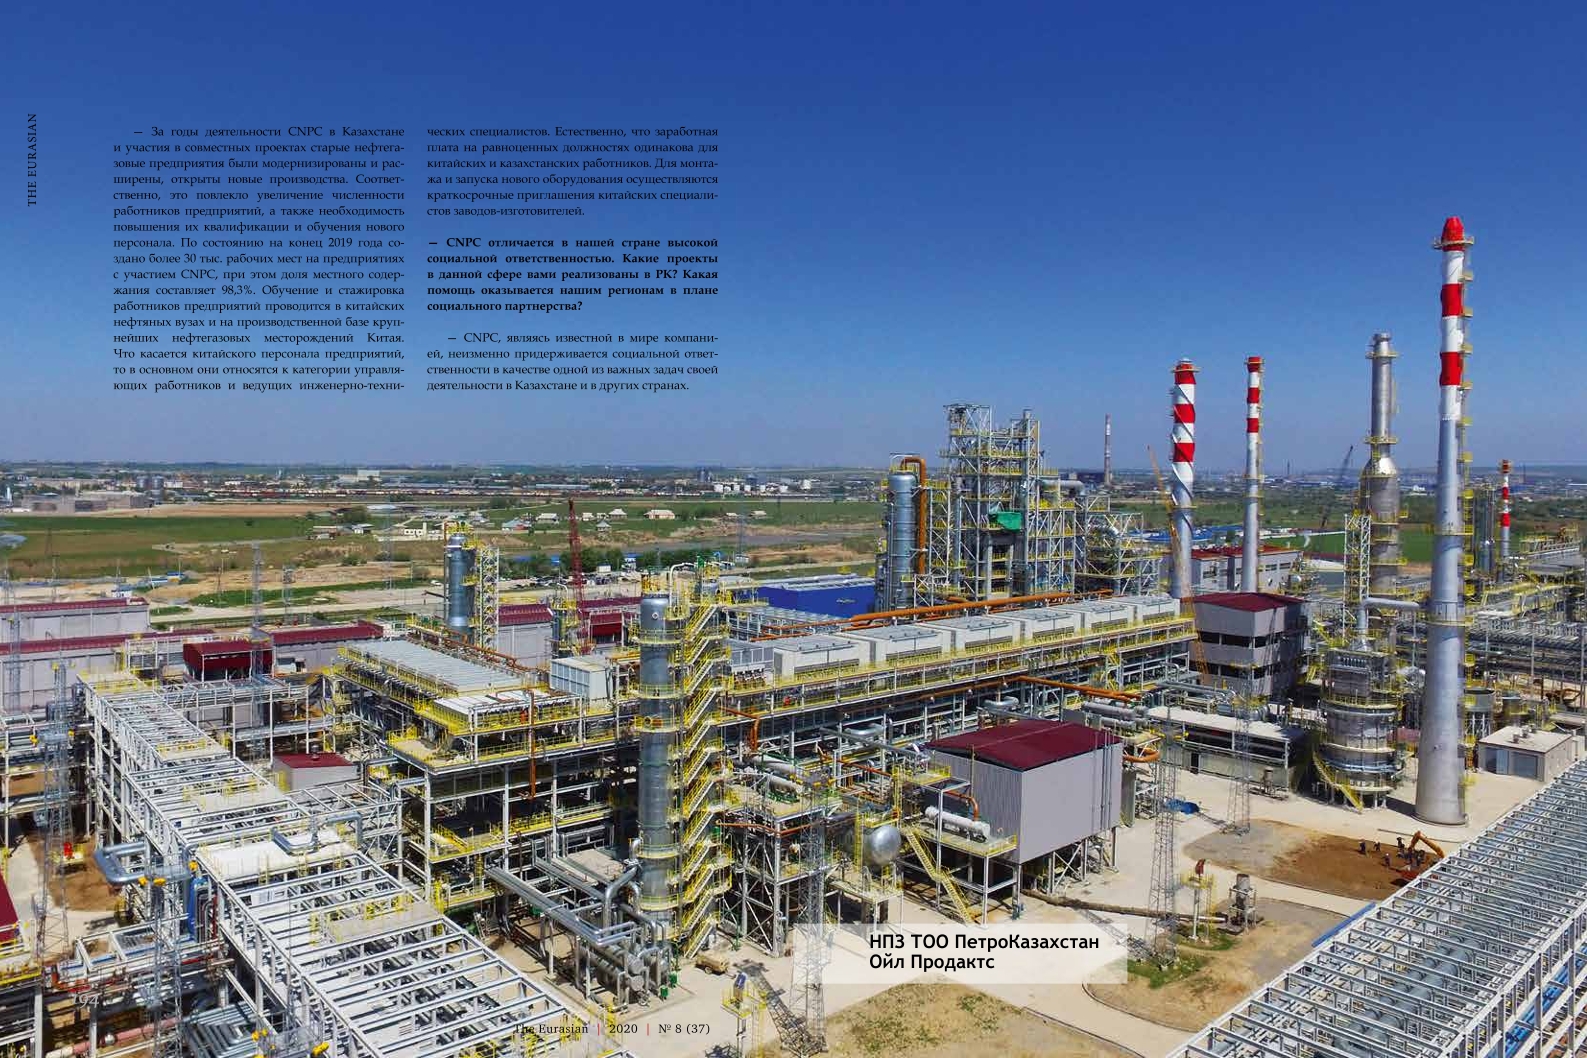 THE EURASIAN
— За годы деятельности CNPC в Казахстане
и участия в совместных проектах старые нефтега-
зовые предприятия были модернизированы и рас-
ширены, открыты новые производства. Соответ-
ственно, это повлекло увеличение численности
работников предприятий, а также необходимость
повышения их квалификации и обучения нового
персонала. По состоянию на конец 2019 года со-
здано более 30 тыс. рабочих мест на предприятиях
с участием CNPC, при этом доля местного содер-
жания составляет 98,3%. Обучение и стажировка
работников предприятий проводится в китайских
нефтяных вузах и на производственной базе круп-
нейших нефтегазовых месторождений Китая.
Что касается китайского персонала предприятий,
то в основном они относятся к категории управля-
ющих работников и ведущих инженерно-техни-
ческих специалистов. Естественно, что заработная
плата на равноценных должностях одинакова для
китайских и казахстанских работников. Для монта-
жа и запуска нового оборудования осуществляются
краткосрочные приглашения китайских специали-
стов заводов-изготовителей.
— CNPC отличается в нашей стране высокой
социальной ответственностью. Какие проекты
в данной сфере вами реализованы в РК? Какая
помощь оказывается нашим регионам в плане
социального партнерства?
— CNPC, являясь известной в мире компани-
ей, неизменно придерживается социальной ответ-
ственности в качестве одной из важных задач своей
деятельности в Казахстане и в других странах.
НПЗ ТОО ПетроКазахстан
Ойл Продактс
The Eurasian | 2020 | № 8 (37)